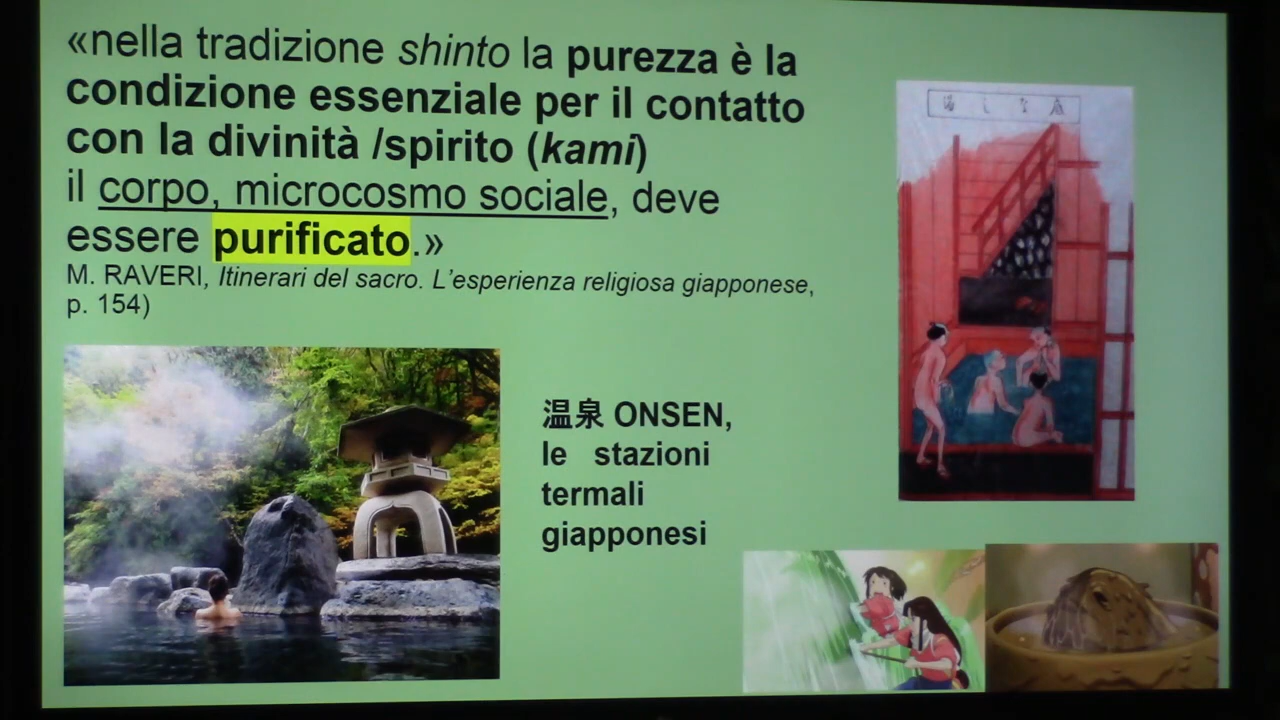 «nella tradizione shinto la purezza è la
condizione essenziale per il contatto
con la divinità /spirito (kami)
il corpo, microcosmo sociale, deve
essere purificato.»
M. RAVERI, Itinerari del sacro. L'esperienza religiosa giapponese,
p. 154)
温泉 ONSEN,
le stazioni
termali
giapponesi